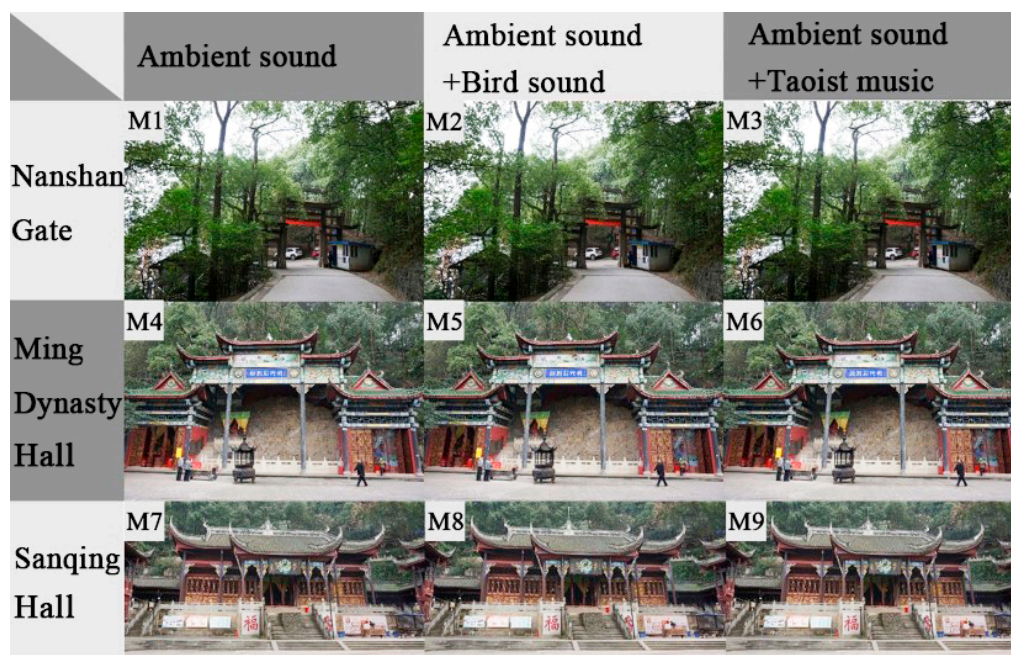 Ambient sound
Ambient sound
+Bird sound
Ambient sound
+Taoist music
Nanshan
Gate
M1
M2
M3
Ming
Dynasty
Hall
M4
M5
M6
Sanqing
Hall
M7
M8
M9
福
福
福